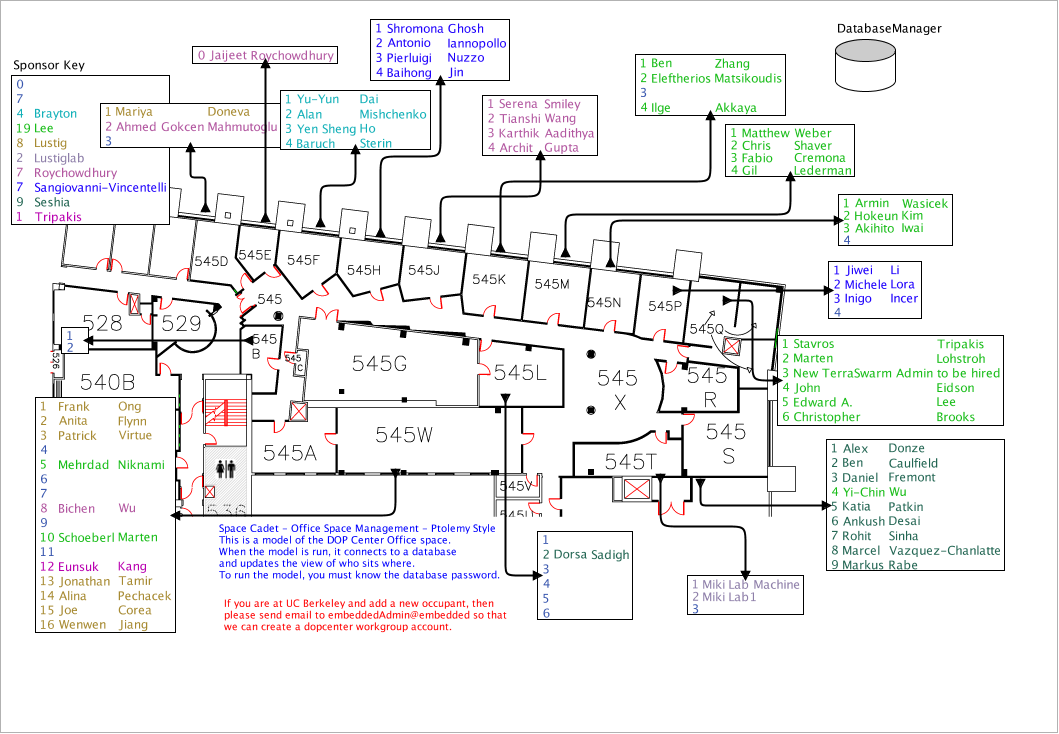 DatabaseManager
Sponsor Key
0
7
4 Brayton
19 Lee
8 Lustig
2 Lustiglab
7 Roychowdhury
7 Sangiovanni-Vincentelli
9 Seshia
1 Tripakis
1 Mariya Doneva
2 Ahmed Gokcen Mahmutoglu
3
0 Jaijeet Roychowdhury
1 Yu-Yun Dai
2 Alan Mishchenko
3 Yen Sheng Ho
4 Baruch Sterin
1 Shromona Ghosh
2 Antonio Iannopollo
3 Pierluigi Nuzzo
4 Baihong Jin
1 Serena Smiley
2 Tianshi Wang
3 Karthik Aadithya
4 Archit Gupta
1 Ben Zhang
2 Eleftherios Matsikoudis
3
4 Ilge Akkaya
1 Matthew Weber
2 Chris Shaver
3 Fabio Cremona
4 Gil Lederman
1 Armin Wasicek
2 Hokeun Kim
3 Akihito Iwai
4
1 Jiwei Li
2 Michele Lora
3 Inigo Incer
4
1 Stavros Tripakis
2 Marten Lohstroh
3 New TerraSwarm Admin to be hired
4 John Eidson
5 Edward A. Lee
6 Christopher Brooks
1 Alex Donze
2 Ben Caulfield
3 Daniel Fremont
4 Yi-Chin Wu
5 Katia Patkin
6 Ankush Desai
7 Rohit Sinha
8 Marcel Vazquez-Chanlatte
9 Markus Rabe
545D
545E
545F
545H
545J
545K
545M
545N
545P
545Q
545
528
529
1
2
526
540B
545
B
545
C
545G
545L
545
X
545
R
545
S
545A
545W
545T
545V
545U
536
1 Frank Ong
2 Anita Flynn
3 Patrick Virtue
4
5 Mehrdad Niknami
6
7
8 Bichen Wu
9
10 Schoeberl Marten
11
12 Eunsuk Kang
13 Jonathan Tamir
14 Alina Pechacek
15 Joe Corea
16 Wenwen Jiang
Space Cadet - Office Space Management - Ptolemy Style
This is a model of the DOP Center Office space.
When the model is run, it connects to a database
and updates the view of who sits where.
To run the model, you must know the database password.
If you are at UC Berkeley and add a new occupant, then
please send email to embeddedAdmin@embedded so that
we can create a dopcenter workgroup account.
1
2 Dorsa Sadigh
3
4
5
6
1 Miki Lab Machine
2 Miki Lab1
3